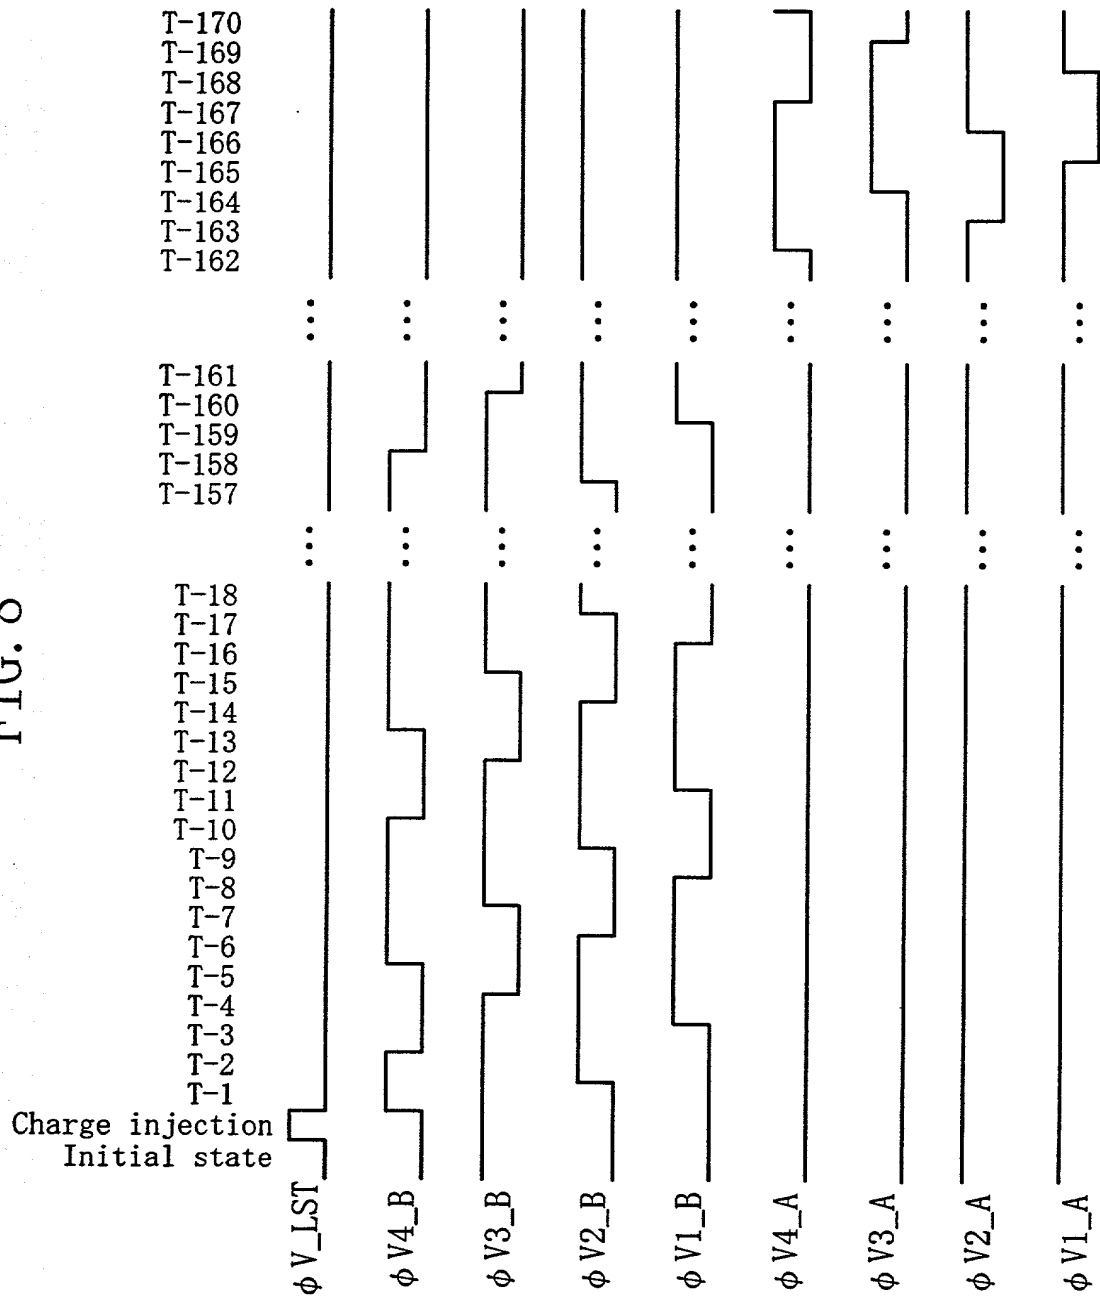 FIG. 8
T-170
T-169
T-168
T-167
T-166
T-165
T-164
T-163
T-162
T-161
T-160
T-159
T-158
T-157
T-18
T-17
T-16
T-15
T-14
T-13
T-12
T-11
T-10
T-9
T-8
T-7
T-6
T-5
T-4
T-3
T-2
T-1
Charge injection
Initial state
φV_LST
φV4_B
φV3_B
φV2_B
φV1_B
φV4_A
φV3_A
φV2_A
φV1_A